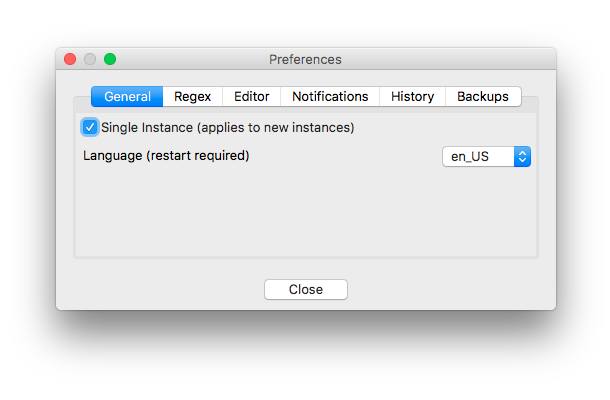 Preferences
General Regex Editor Notifications History Backups
Single Instance (applies to new instances)
Language (restart required) en_US
Close